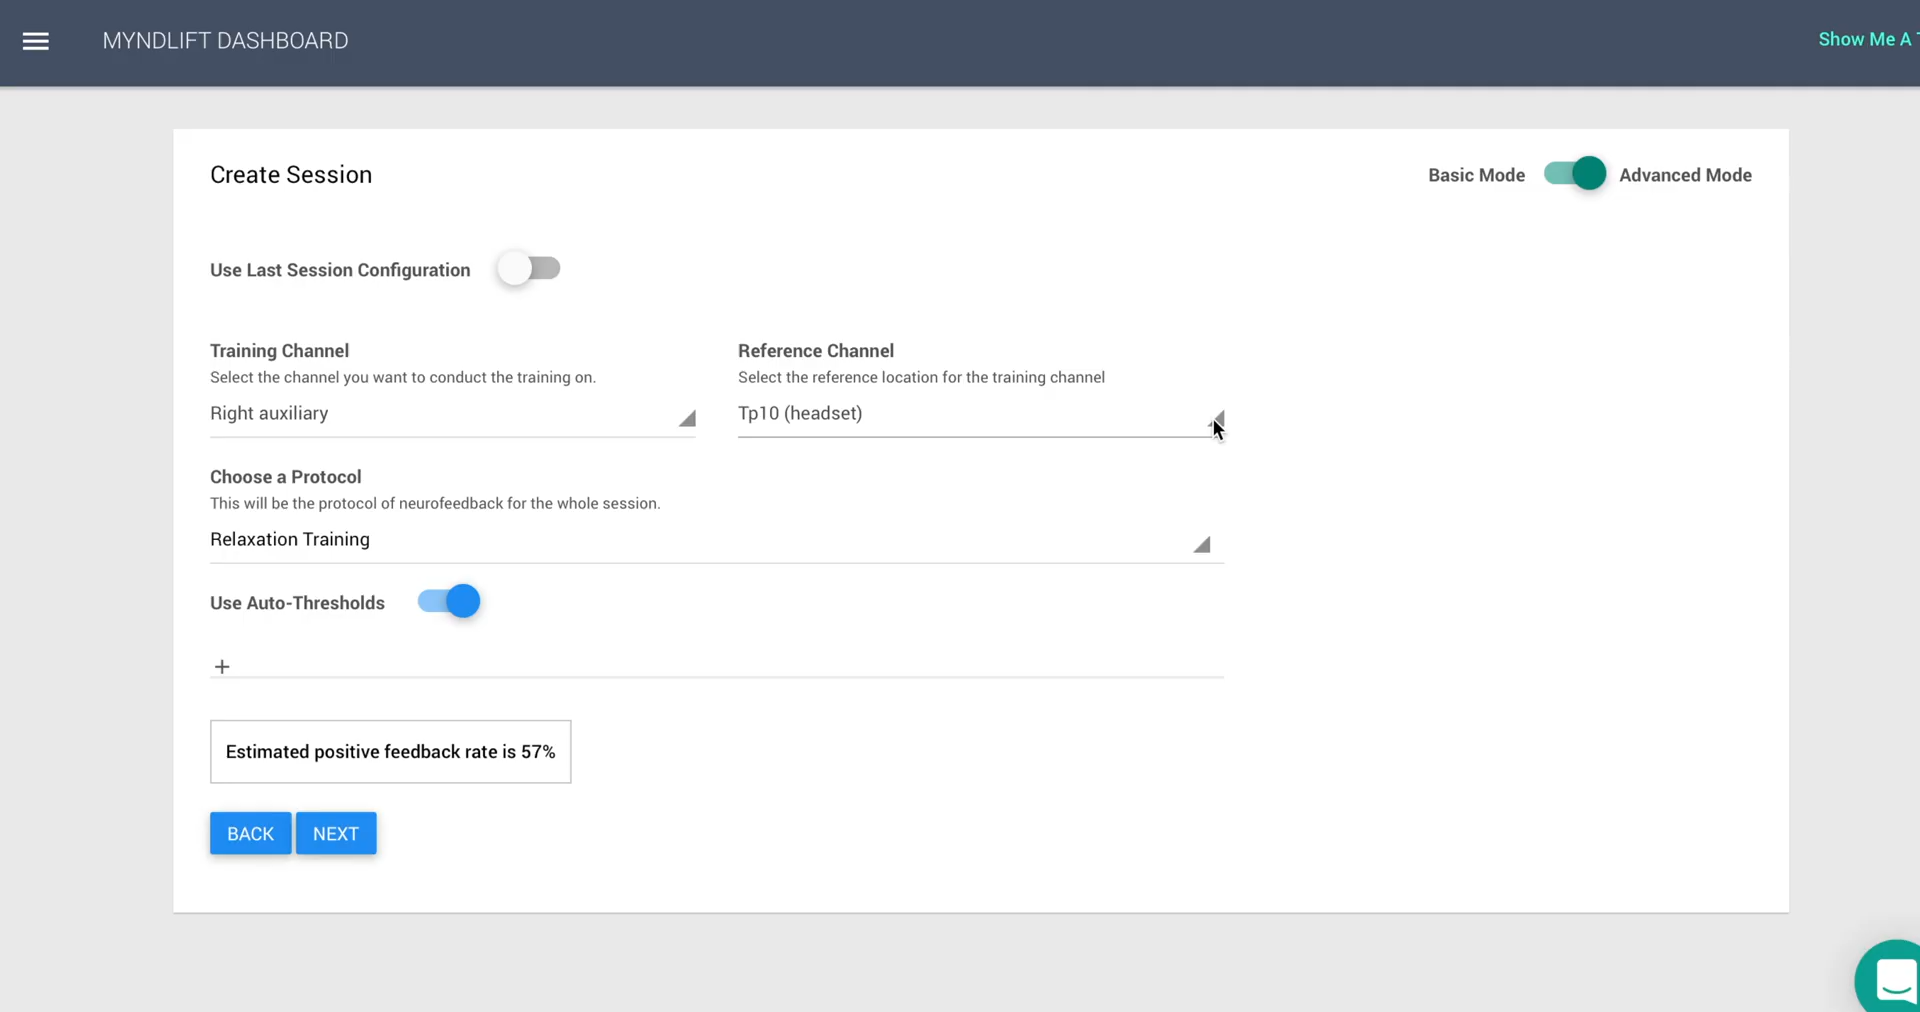 MYNDLIFT DASHBOARD
Show Me A
Create Session
Basic Mode
Advanced Mode
Use Last Session Configuration
Training Channel
Reference Channel
Select the channel you want to conduct the training on.
Select the reference location for the training channel
Right auxiliary
Tp10 (headset)
Choose a Protocol
This will be the protocol of neurofeedback for the whole session.
Relaxation Training
Use Auto-Thresholds
+
Estimated positive feedback rate is 57%
BACK
NEXT